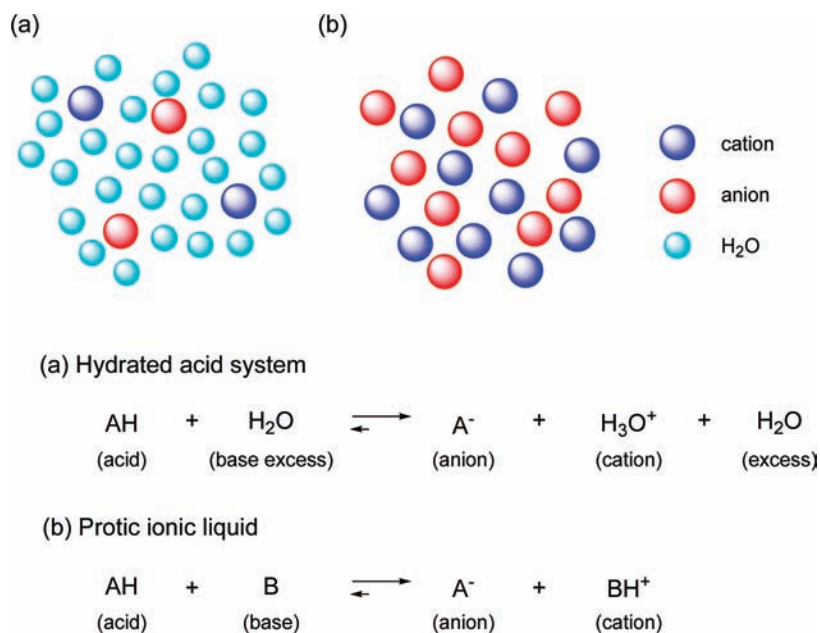 (a) (b)
cation
anion
H₂O
(a) Hydrated acid system
AH + H₂O ⇌ A⁻ + H₃O⁺ + H₂O
(acid) (base excess) (anion) (cation) (excess)
(b) Protic ionic liquid
AH + B ⇌ A⁻ + BH⁺
(acid) (base) (anion) (cation)